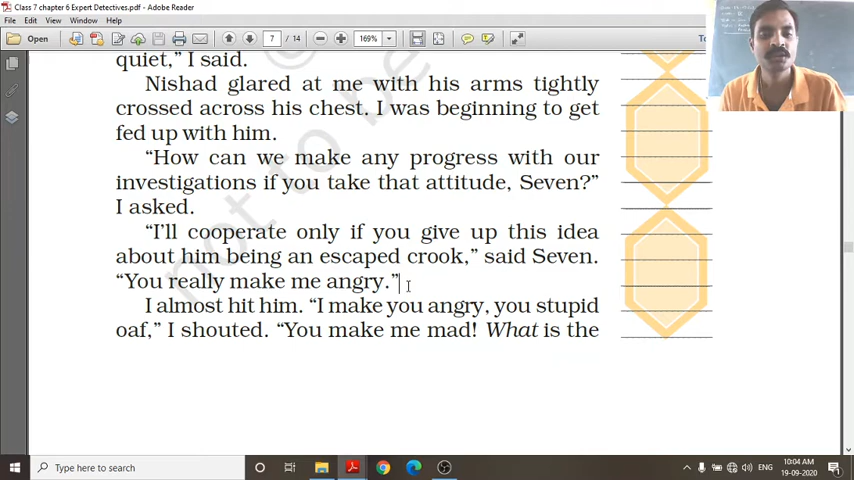 Class 7 chapter 6 Expert Detectives.pdf - Adobe Reader
File Edit View Window Help
Open 7 / 14 169% To
quiet," I said.
Nishad glared at me with his arms tightly
crossed across his chest. I was beginning to get
fed up with him.
"How can we make any progress with our
investigations if you take that attitude, Seven?"
I asked.
"I'll cooperate only if you give up this idea
about him being an escaped crook," said Seven.
"You really make me angry."
I almost hit him. "I make you angry, you stupid
oaf," I shouted. "You make me mad! What is the
not to be
Type here to search
ENG
10:04 AM
19-09-2020